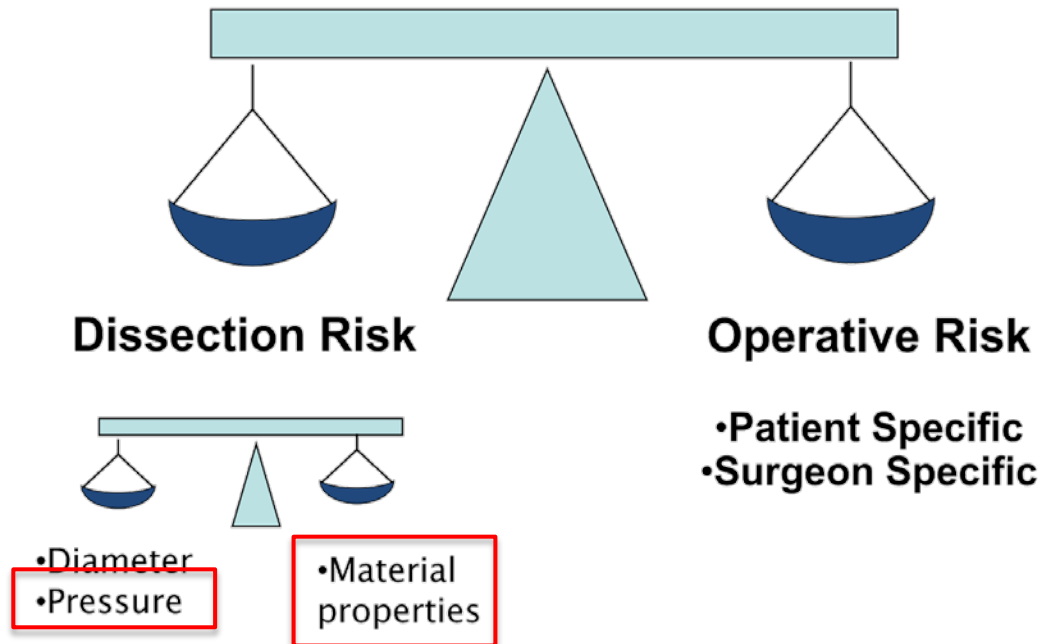 Dissection Risk
Operative Risk
•Patient Specific
•Surgeon Specific
•Diameter
•Pressure
•Material
properties